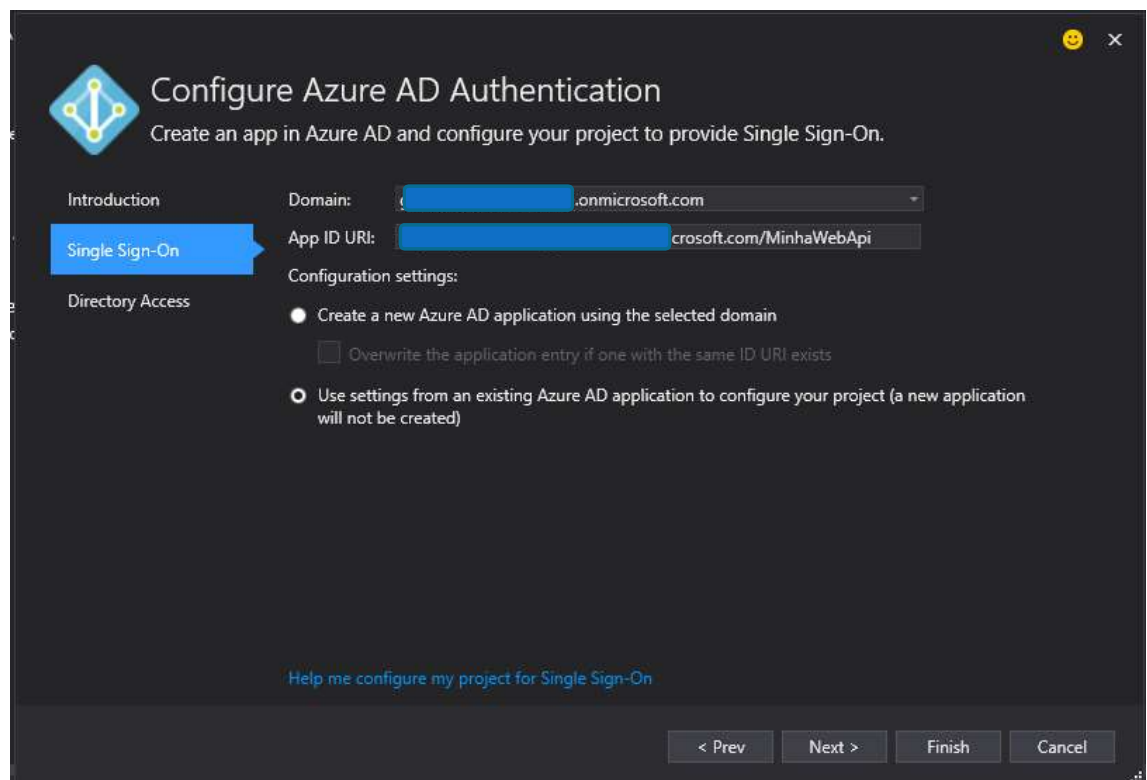 Configure Azure AD Authentication
Create an app in Azure AD and configure your project to provide Single Sign-On.
Introduction
Single Sign-On
Directory Access
Domain: .onmicrosoft.com
App ID URI: crosoft.com/MinhaWebApi
Configuration settings:
Create a new Azure AD application using the selected domain
Overwrite the application entry if one with the same ID URI exists
Use settings from an existing Azure AD application to configure your project (a new application
will not be created)
Help me configure my project for Single Sign-On
< Prev Next > Finish Cancel